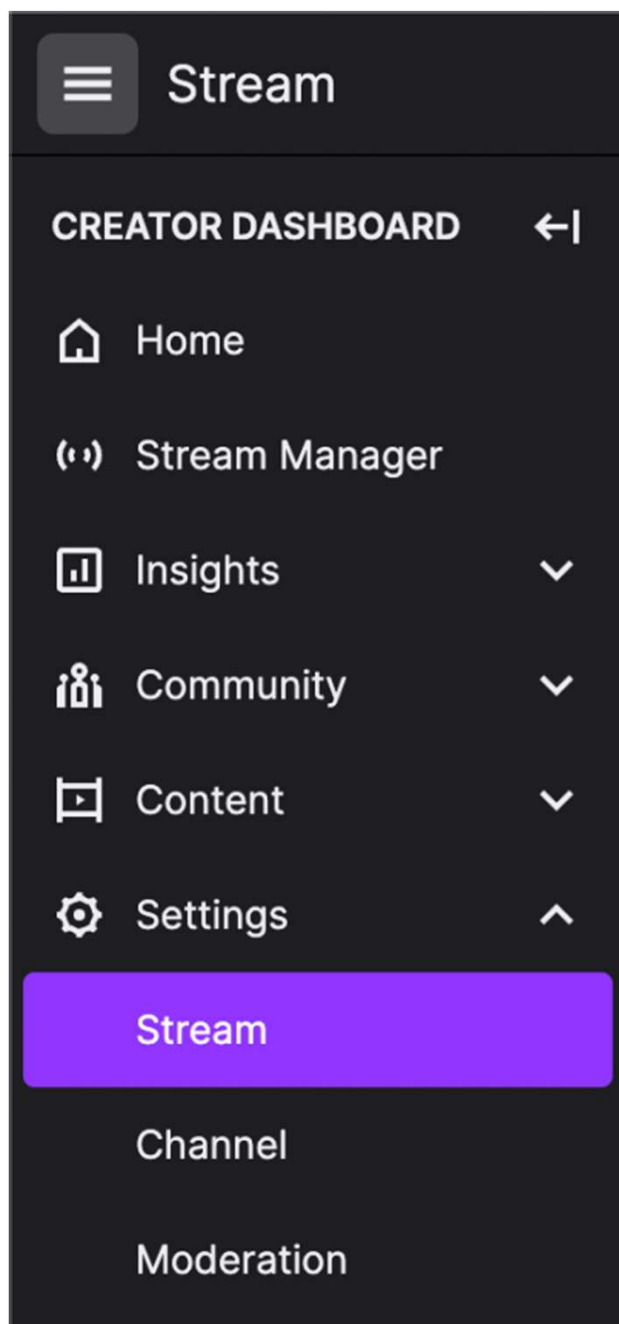 Stream
CREATOR DASHBOARD
Home
Stream Manager
Insights
Community
Content
Settings
Stream
Channel
Moderation